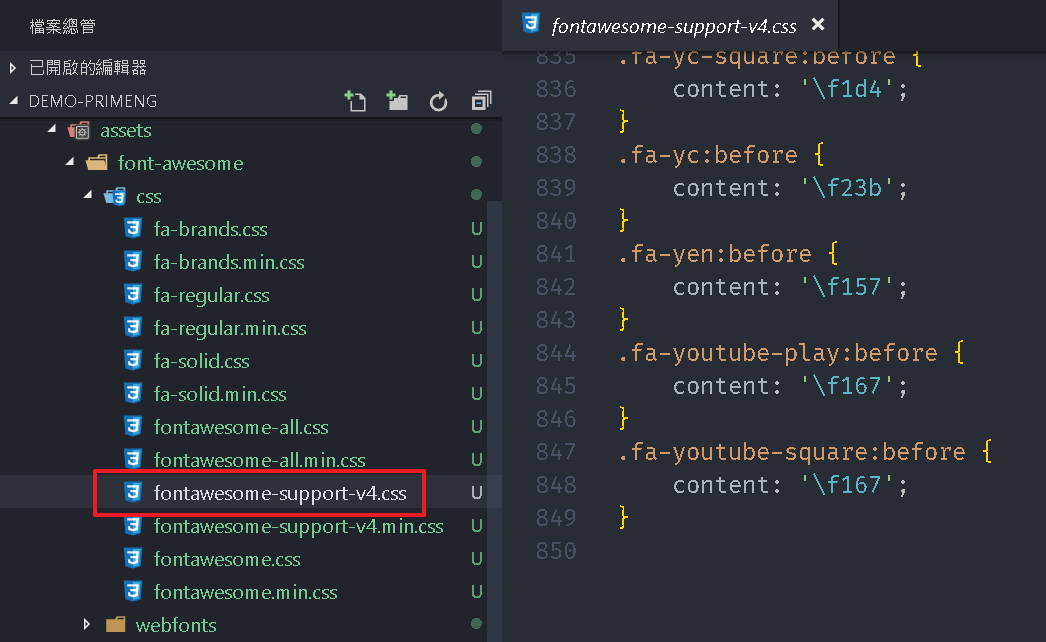 檔案總管
已開啟的編輯器
DEMO-PRIMENG
assets
font-awesome
css
fa-brands.css U
fa-brands.min.css U
fa-regular.css U
fa-regular.min.css U
fa-solid.css U
fa-solid.min.css U
fontawesome-all.css U
fontawesome-all.min.css U
fontawesome-support-v4.css U
fontawesome-support-v4.min.css U
fontawesome.css U
fontawesome.min.css U
webfonts
fontawesome-support-v4.css
835 .fa-yc-square:before {
836 content: '\f1d4';
837 }
838 .fa-yc:before {
839 content: '\f23b';
840 }
841 .fa-yen:before {
842 content: '\f157';
843 }
844 .fa-youtube-play:before {
845 content: '\f167';
846 }
847 .fa-youtube-square:before {
848 content: '\f167';
849 }
850